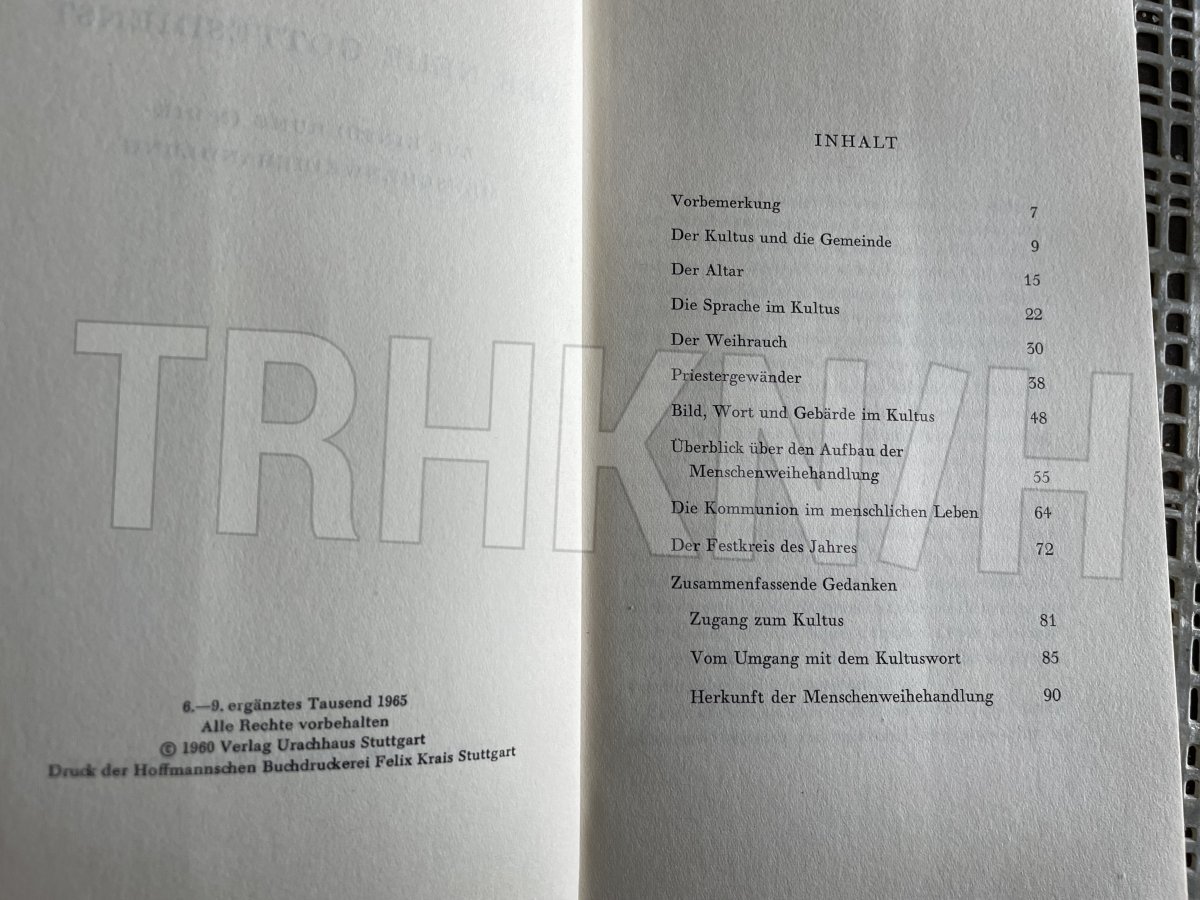 6.—9. ergänztes Tausend 1965
Alle Rechte vorbehalten
© 1960 Verlag Urachhaus Stuttgart
Druck der Hoffmannschen Buchdruckerei Felix Krais Stuttgart
INHALT
Vorbemerkung 7
Der Kultus und die Gemeinde 9
Der Altar 15
Die Sprache im Kultus 22
Der Weihrauch 30
Priestergewänder 38
Bild, Wort und Gebärde im Kultus 48
Überblick über den Aufbau der
Menschenweihehandlung 55
Die Kommunion im menschlichen Leben 64
Der Festkreis des Jahres 72
Zusammenfassende Gedanken
Zugang zum Kultus 81
Vom Umgang mit dem Kultuswort 85
Herkunft der Menschenweihehandlung 90
TRHKN/H